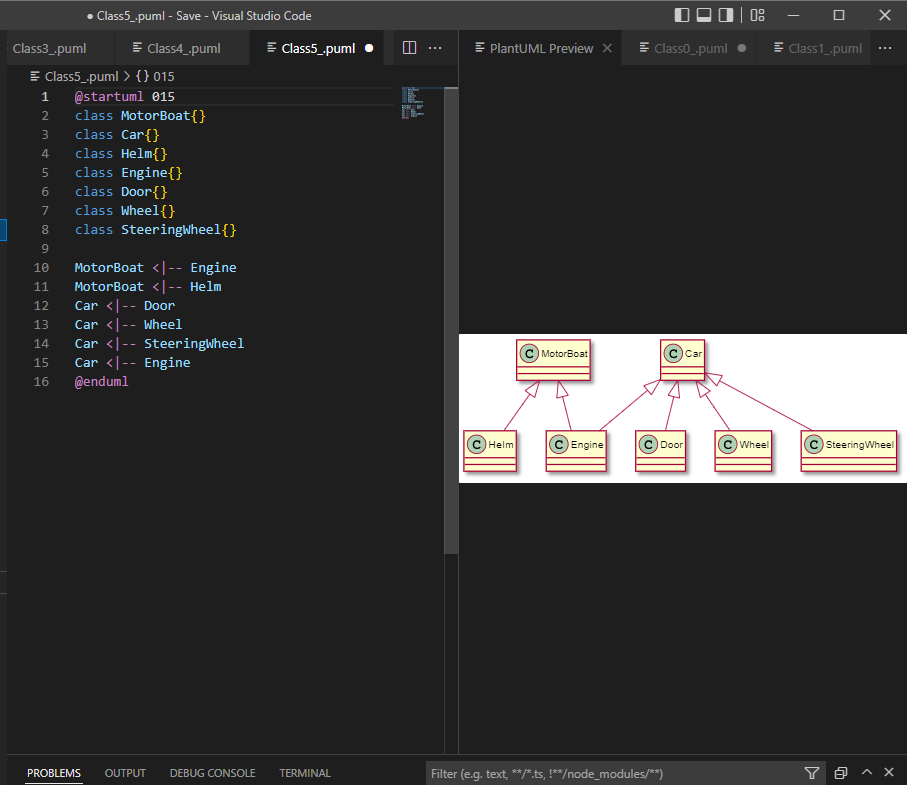 ● Class5_.puml - Save - Visual Studio Code
Class3_.puml
Class4_.puml
Class5_.puml ●
PlantUML Preview
Class0_.puml ●
Class1_.puml
Class5_.puml > {} 015
1 @startuml 015
2 class MotorBoat{}
3 class Car{}
4 class Helm{}
5 class Engine{}
6 class Door{}
7 class Wheel{}
8 class SteeringWheel{}
9
10 MotorBoat <|-- Engine
11 MotorBoat <|-- Helm
12 Car <|-- Door
13 Car <|-- Wheel
14 Car <|-- SteeringWheel
15 Car <|-- Engine
16 @enduml
C MotorBoat
C Car
C Helm
C Engine
C Door
C Wheel
C SteeringWheel
PROBLEMS
OUTPUT
DEBUG CONSOLE
TERMINAL
Filter (e.g. text, **/*.ts, !**/node_modules/**)